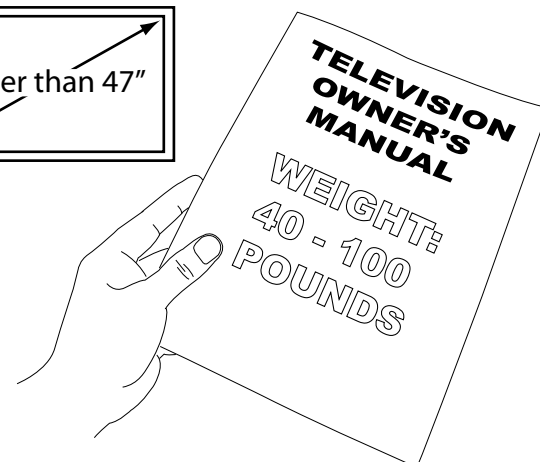 er than 47”
TELEVISION
OWNER’S
MANUAL
WEIGHT:
40 - 100
POUNDS